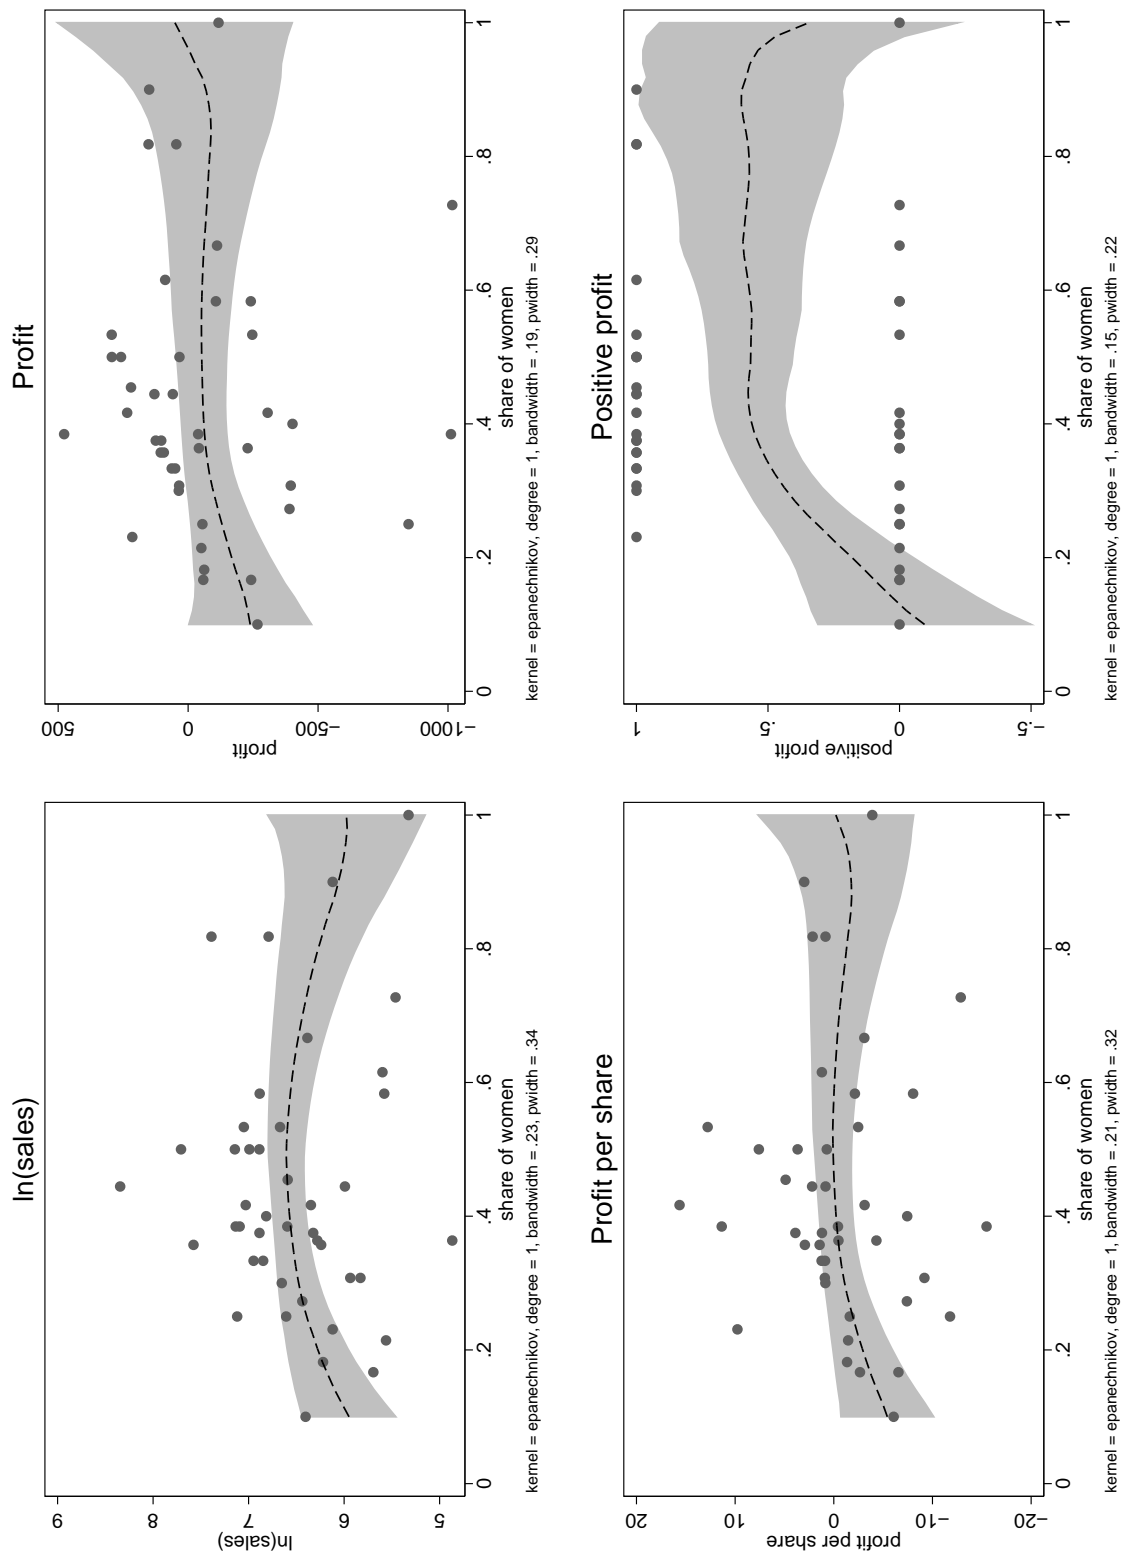 ln(sales)
9
8
7
6
5
ln(sales)
0
.2
.4
.6
.8
1
share of women
kernel = epanechnikov, degree = 1, bandwidth = .23, pwidth = .34
Profit
500
0
−500
−1000
profit
0
.2
.4
.6
.8
1
share of women
kernel = epanechnikov, degree = 1, bandwidth = .19, pwidth = .29
Profit per share
20
10
0
−10
−20
profit per share
0
.2
.4
.6
.8
1
share of women
kernel = epanechnikov, degree = 1, bandwidth = .21, pwidth = .32
Positive profit
1
.5
0
−.5
positive profit
0
.2
.4
.6
.8
1
share of women
kernel = epanechnikov, degree = 1, bandwidth = .15, pwidth = .22